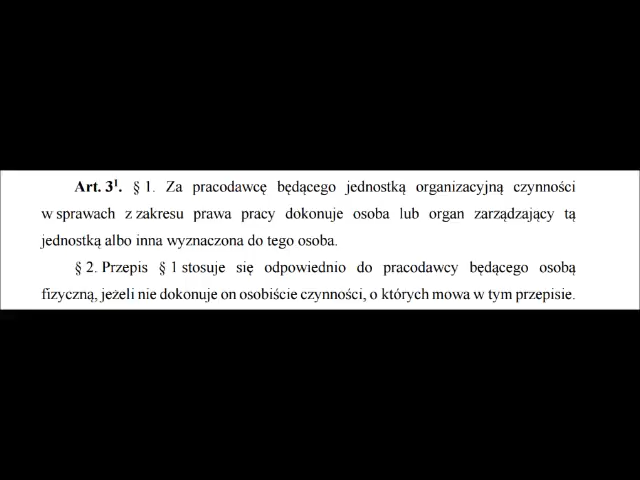 Art. 3¹. § 1. Za pracodawcę będącego jednostką organizacyjną czynności
w sprawach z zakresu prawa pracy dokonuje osoba lub organ zarządzający tą
jednostką albo inna wyznaczona do tego osoba.
§ 2. Przepis § 1 stosuje się odpowiednio do pracodawcy będącego osobą
fizyczną, jeżeli nie dokonuje on osobiście czynności, o których mowa w tym przepisie.